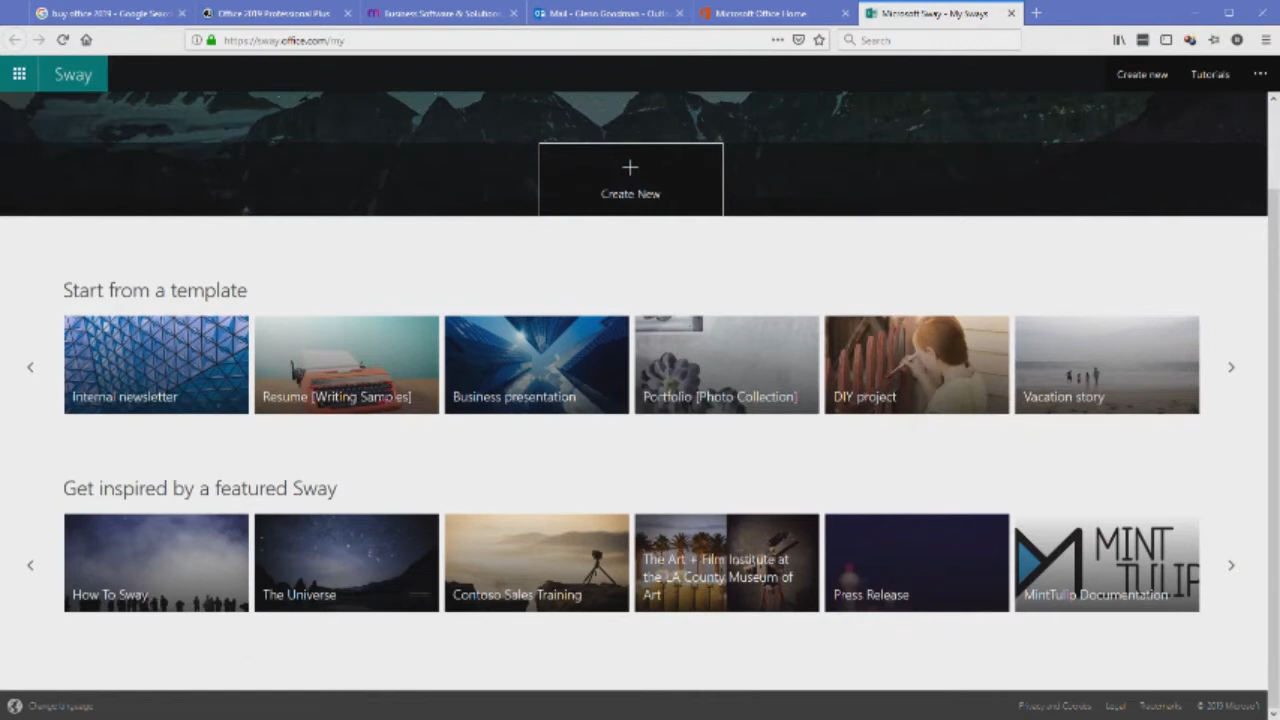 buy office 2019 - Google Searc
Office 2019 Professional Plus
Business Software & Solution
Mail - Glenn Goodman - Outl
Microsoft Office Home
Microsoft Sway - My Sways
https://sway.office.com/my
Search
Sway
Create new
Tutorials
Create New
Start from a template
Internal newsletter
Resume [Writing Samples]
Business presentation
Portfolio [Photo Collection]
DIY project
Vacation story
Get inspired by a featured Sway
How To Sway
The Universe
Contoso Sales Training
The Art + Film Institute at
the LA County Museum of
Art
Press Release
MINT
TULIP
MintTulip Documentation
Change language
Privacy and Cookies
Legal
Trademarks
© 2019 Microsoft